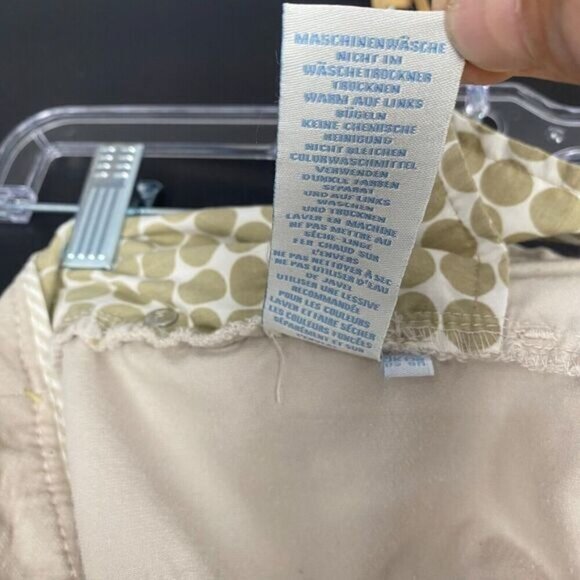 MASCHINENWÄSCHE
NICHT IM
WÄSCHETROCKNER
TROCKNEN
WARM AUF LINKS
BÜGELN
KEINE CHEMISCHE
REINIGUNG
NICHT BLEICHEN
COLORWASCHMITTEL
VERWENDEN
DUNKLE FARBEN
SEPARAT
UND AUF LINKS
WASCHEN
UND TROCKNEN
LAVER EN MACHINE
NE PAS METTRE AU
SÈCHE-LINGE
FER CHAUD SUR
L'ENVERS
NE PAS NETTOYER À SEC
NE PAS UTILISER D'EAU
DE JAVEL
UTILISER UNE LESSIVE
RECOMMANDÉE
POUR LES COULEURS
LAVER ET FAIRE SÉCHER
LES COULEURS FONCÉES
SÉPARÉMENT ET SUR